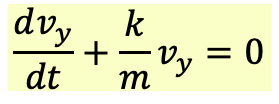 dv_y/dt + k/m v_y = 0